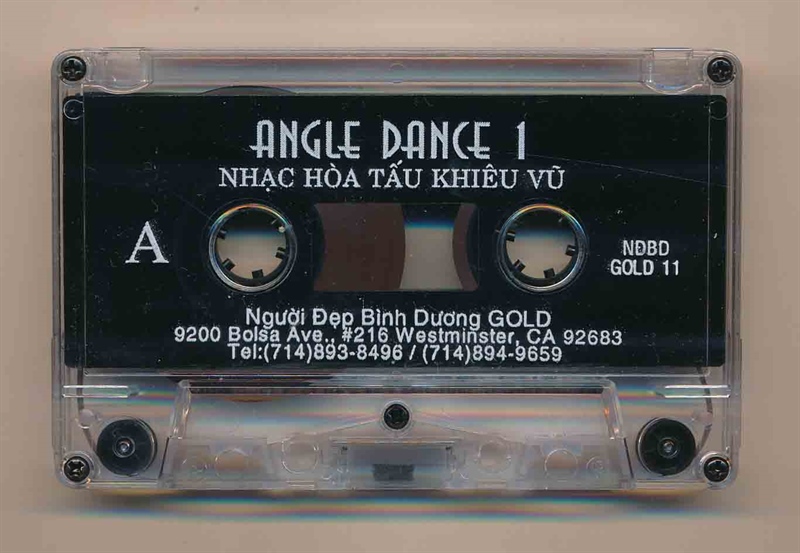 ANGLE DANCE 1
NHẠC HÒA TẤU KHIÊU VŨ
A
NĐBD
GOLD 11
Người Đẹp Bình Dương GOLD
9200 Bolsa Ave., #216 Westminster, CA 92683
Tel:(714)893-8496 / (714)894-9659